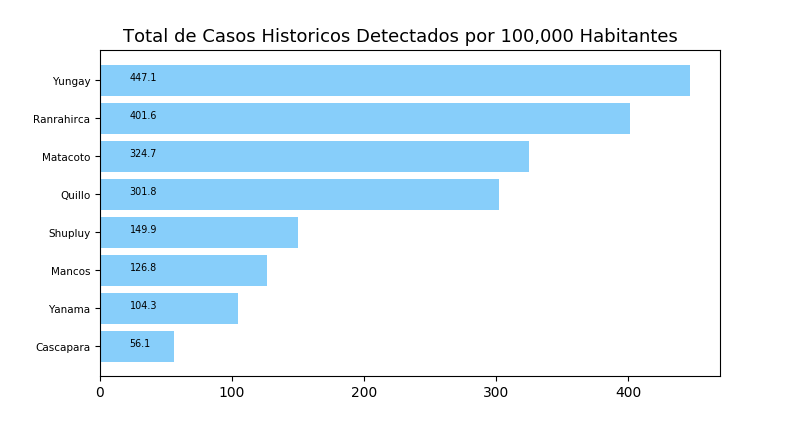 Total de Casos Historicos Detectados por 100,000 Habitantes
Yungay 447.1
Ranrahirca 401.6
Matacoto 324.7
Quillo 301.8
Shupluy 149.9
Mancos 126.8
Yanama 104.3
Cascapara 56.1
0 100 200 300 400